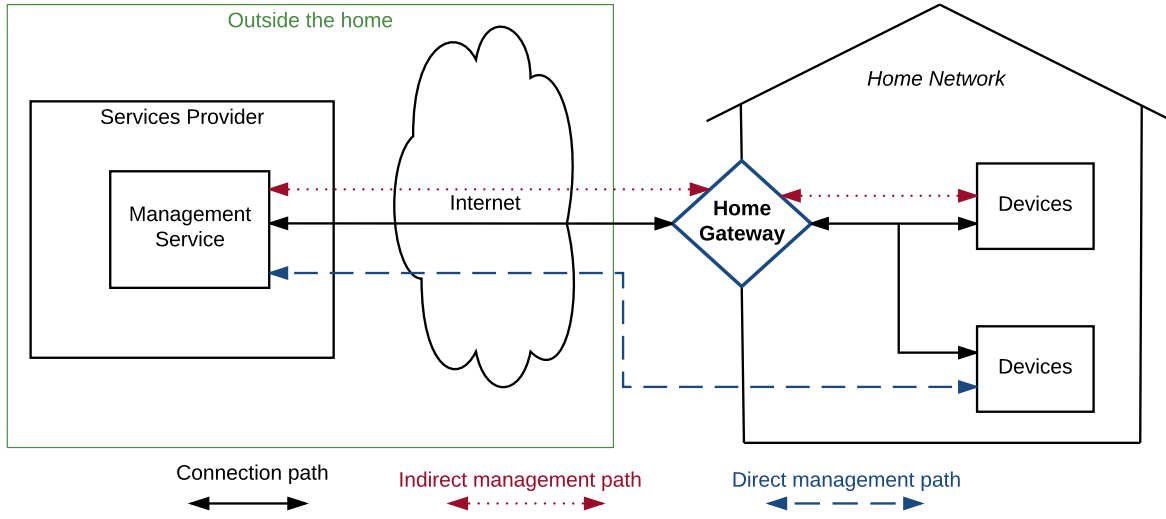 Outside the home
Services Provider
Management
Service
Internet
Home Network
Home
Gateway
Devices
Devices
Connection path
Indirect management path
Direct management path